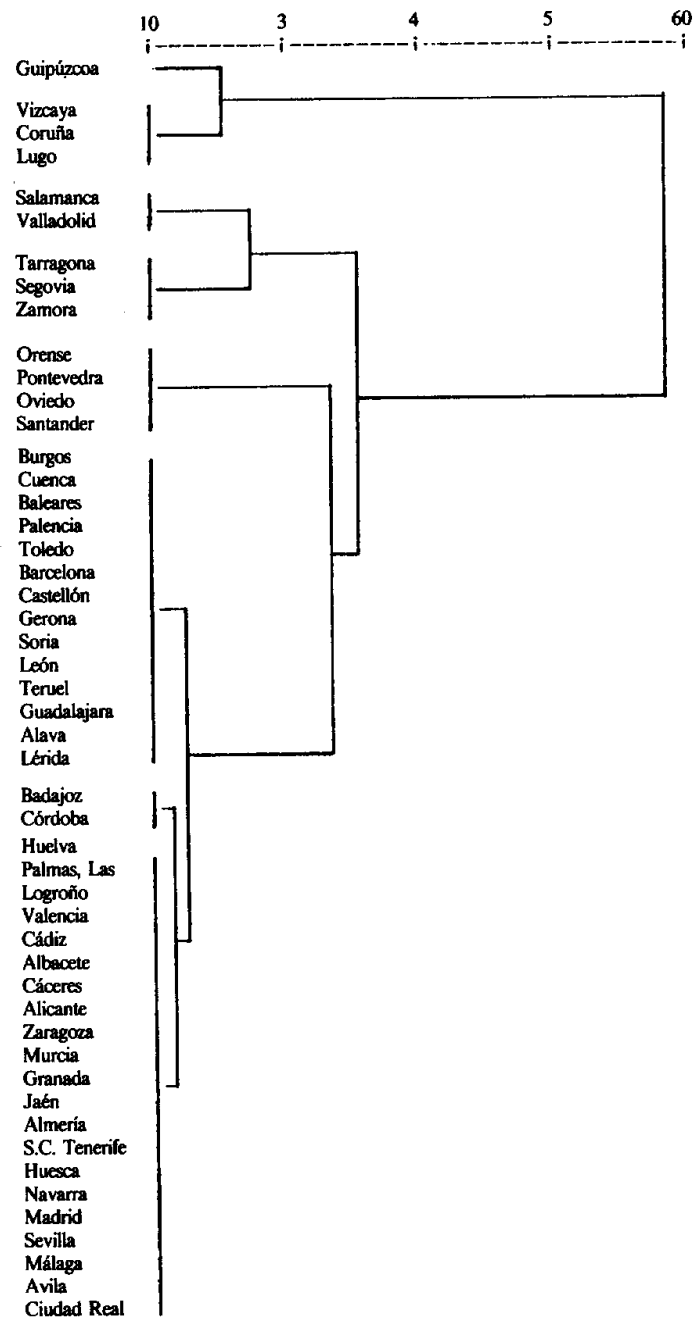 10 3 4 5 60
Guipúzcoa
Vizcaya
Coruña
Lugo
Salamanca
Valladolid
Tarragona
Segovia
Zamora
Orense
Pontevedra
Oviedo
Santander
Burgos
Cuenca
Baleares
Palencia
Toledo
Barcelona
Castellón
Gerona
Soria
León
Teruel
Guadalajara
Alava
Lérida
Badajoz
Córdoba
Huelva
Palmas, Las
Logroño
Valencia
Cádiz
Albacete
Cáceres
Alicante
Zaragoza
Murcia
Granada
Jaén
Almería
S.C. Tenerife
Huesca
Navarra
Madrid
Sevilla
Málaga
Avila
Ciudad Real